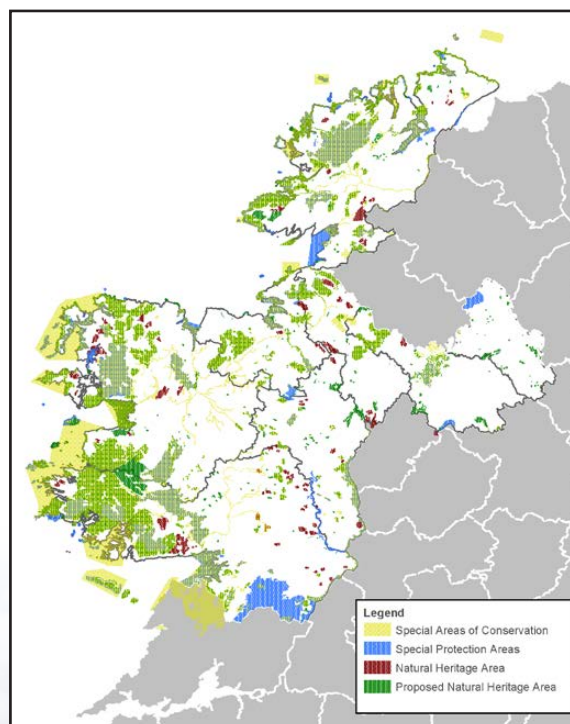 Legend
Special Areas of Conservation
Special Protection Areas
Natural Heritage Area
Proposed Natural Heritage Area